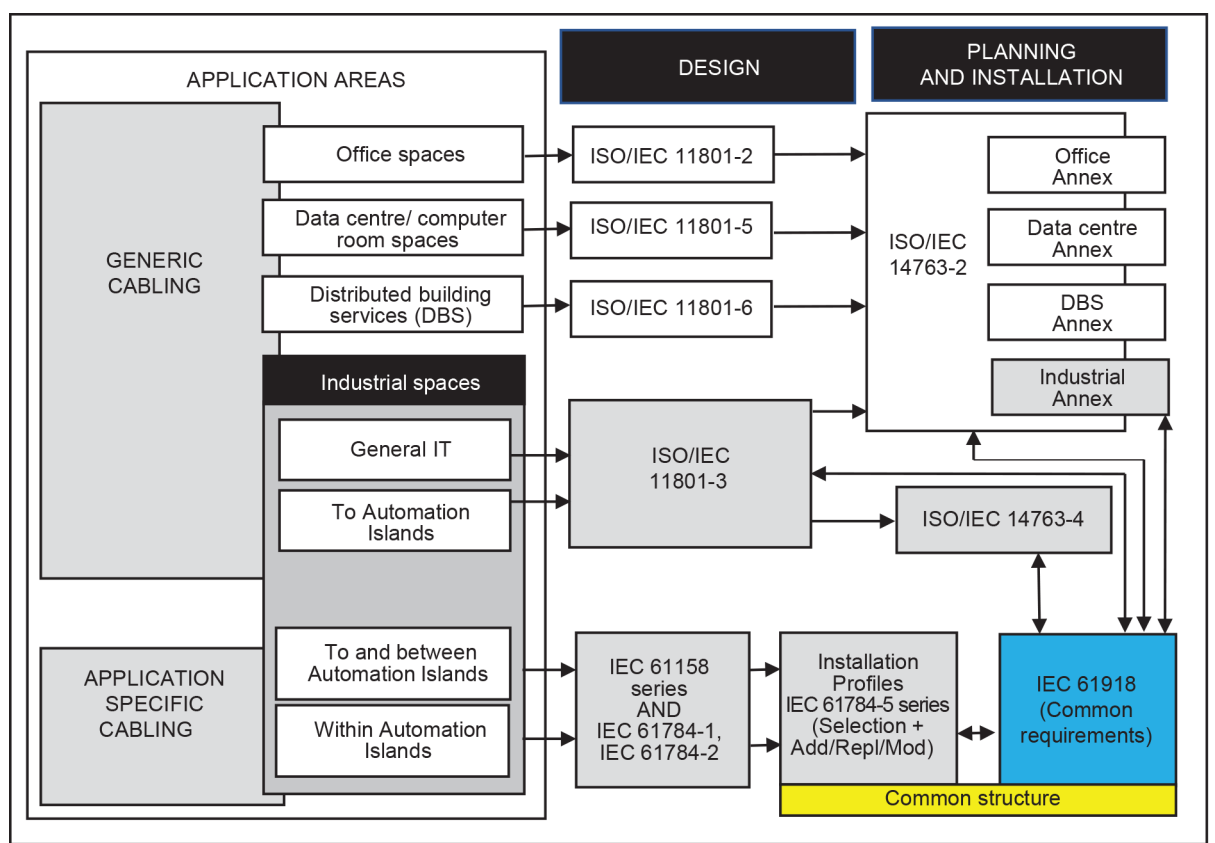 APPLICATION AREAS
DESIGN
PLANNING
AND INSTALLATION
GENERIC
CABLING
Office spaces
ISO/IEC 11801-2
ISO/IEC
14763-2
Office
Annex
Data centre/ computer
room spaces
ISO/IEC 11801-5
Data centre
Annex
Distributed building
services (DBS)
ISO/IEC 11801-6
DBS
Annex
Industrial spaces
Industrial
Annex
General IT
To Automation
Islands
ISO/IEC
11801-3
ISO/IEC 14763-4
APPLICATION
SPECIFIC
CABLING
To and between
Automation Islands
Within Automation
Islands
IEC 61158
series
AND
IEC 61784-1,
IEC 61784-2
Installation
Profiles
IEC 61784-5 series
(Selection +
Add/Repl/Mod)
IEC 61918
(Common
requirements)
Common structure